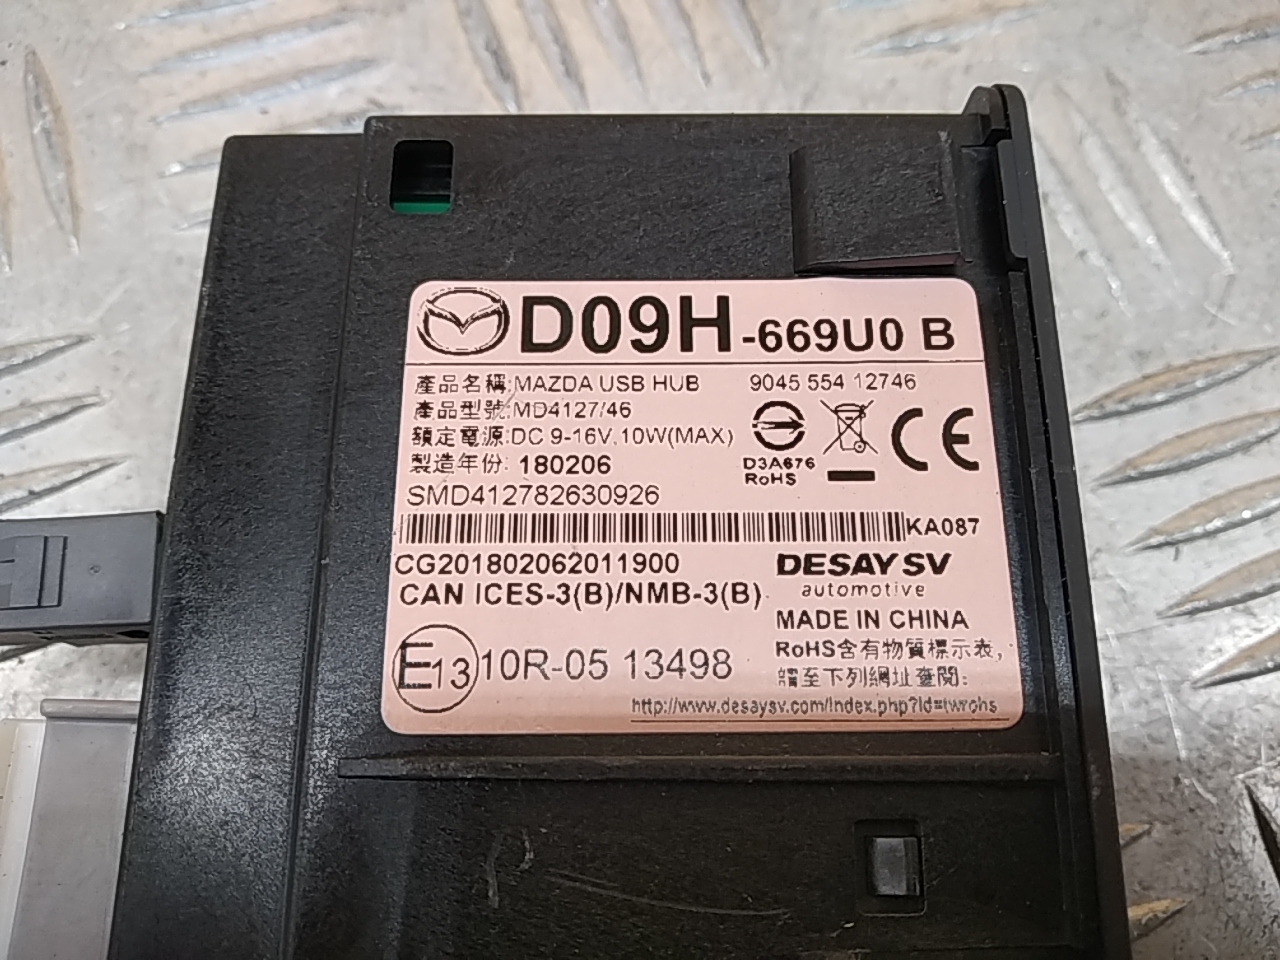 D09H-669U0 B
產品名稱:MAZDA USB HUB 9045 554 12746
產品型號:MD4127/46
額定電源:DC 9-16V,10W(MAX)
製造年份: 180206
D3A676
RoHS
CE
SMD412782630926
KA087
CG201802062011900
DESAY SV
automotive
CAN ICES-3(B)/NMB-3(B)
MADE IN CHINA
RoHS含有物質標示表,
請至下列網址查閱:
E13 10R-05 13498
http://www.desaysv.com/index.php?id=twrohs